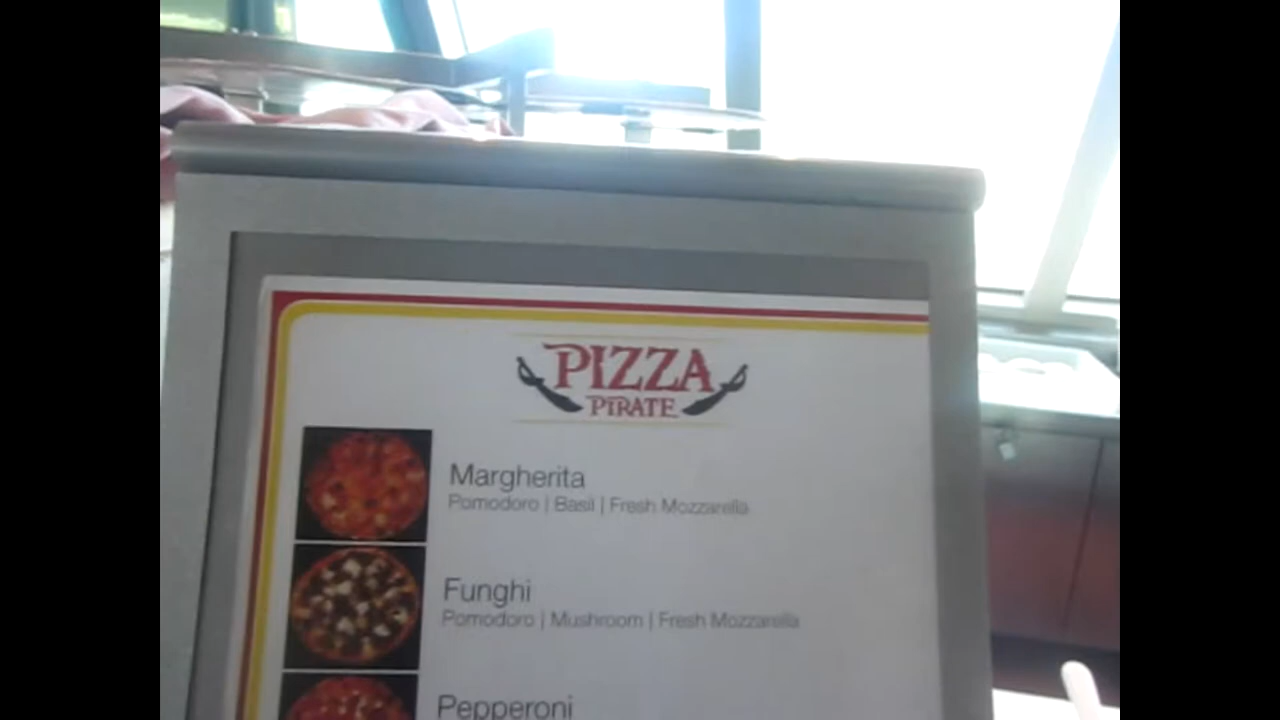 PIZZA
PIRATE
Margherita
Pomodoro | Basil | Fresh Mozzarella
Funghi
Pomodoro | Mushroom | Fresh Mozzarella
Pepperoni